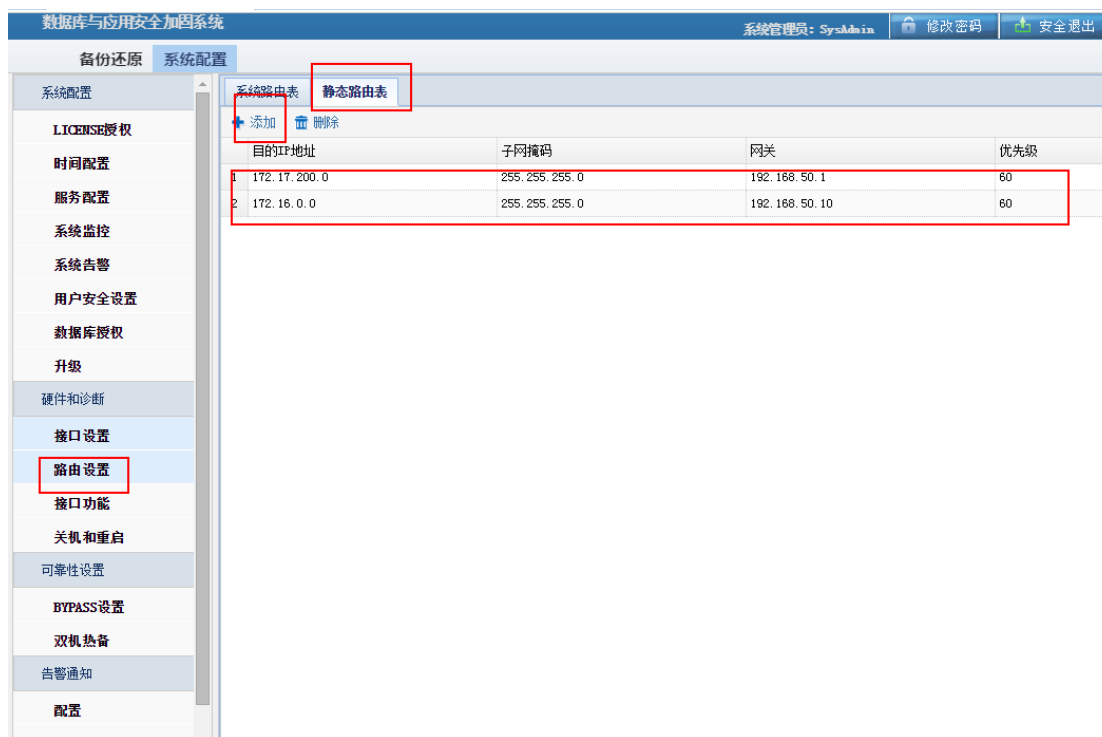 数据库与应用安全加固系统
系统管理员：SysAdmin 修改密码 安全退出
备份还原 系统配置
系统配置
LICENSE授权
时间配置
服务配置
系统监控
系统告警
用户安全设置
数据库授权
升级
硬件和诊断
接口设置
路由设置
接口功能
关机和重启
可靠性设置
BYPASS设置
双机热备
告警通知
配置
系统路由表 静态路由表
添加 删除
目的IP地址 子网掩码 网关 优先级
1 172.17.200.0 255.255.255.0 192.168.50.1 60
2 172.16.0.0 255.255.255.0 192.168.50.10 60